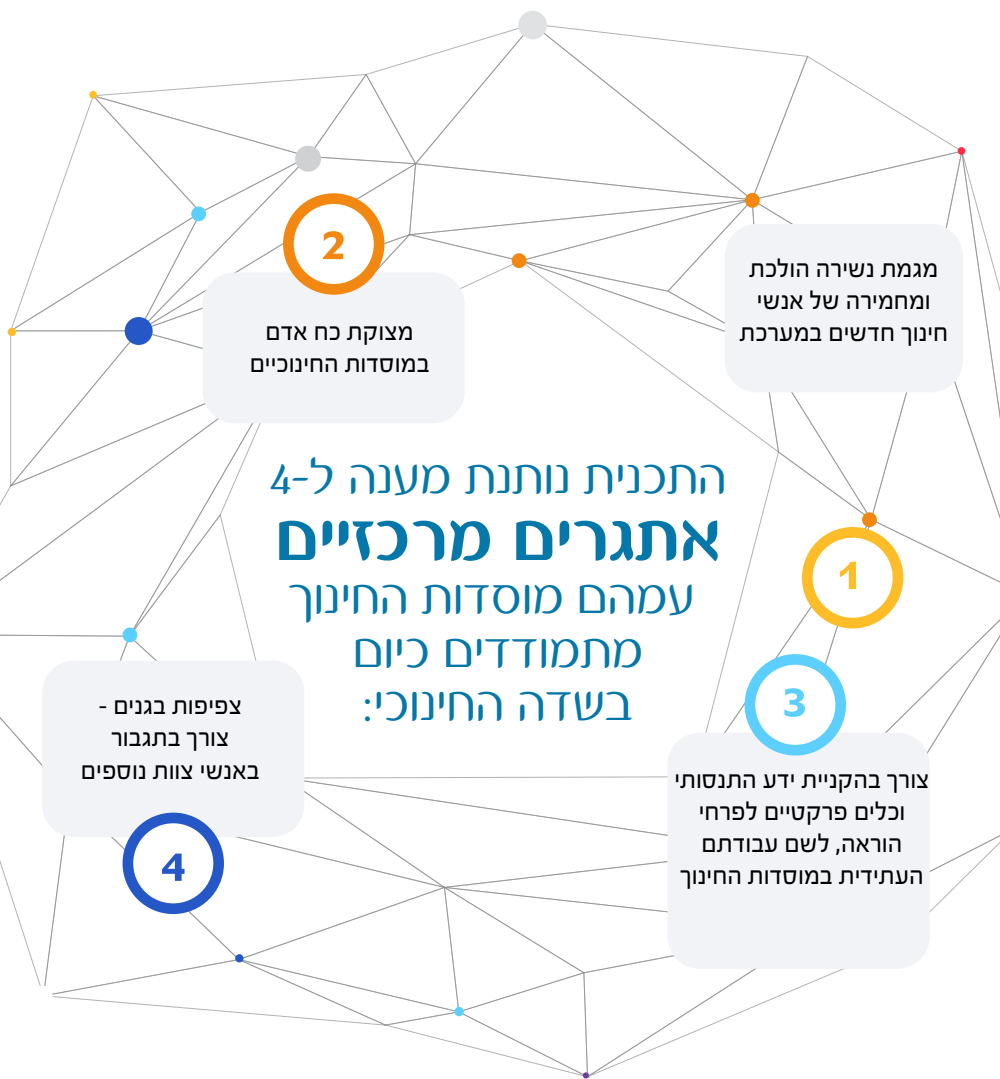 התכנית נותנת מענה ל-4
אתגרים מרכזיים
עמהם מוסדות החינוך
מתמודדים כיום
בשדה החינוכי:
1
מגמת נשירה הולכת
ומחמירה של אנשי
חינוך חדשים במערכת
2
מצוקת כח אדם
במוסדות החינוכיים
3
צורך בהקניית ידע התנסותי
וכלים פרקטיים לפרחי
הוראה, לשם עבודתם
העתידית במוסדות החינוך
4
צפיפות בגנים -
צורך בתגבור
באנשי צוות נוספים